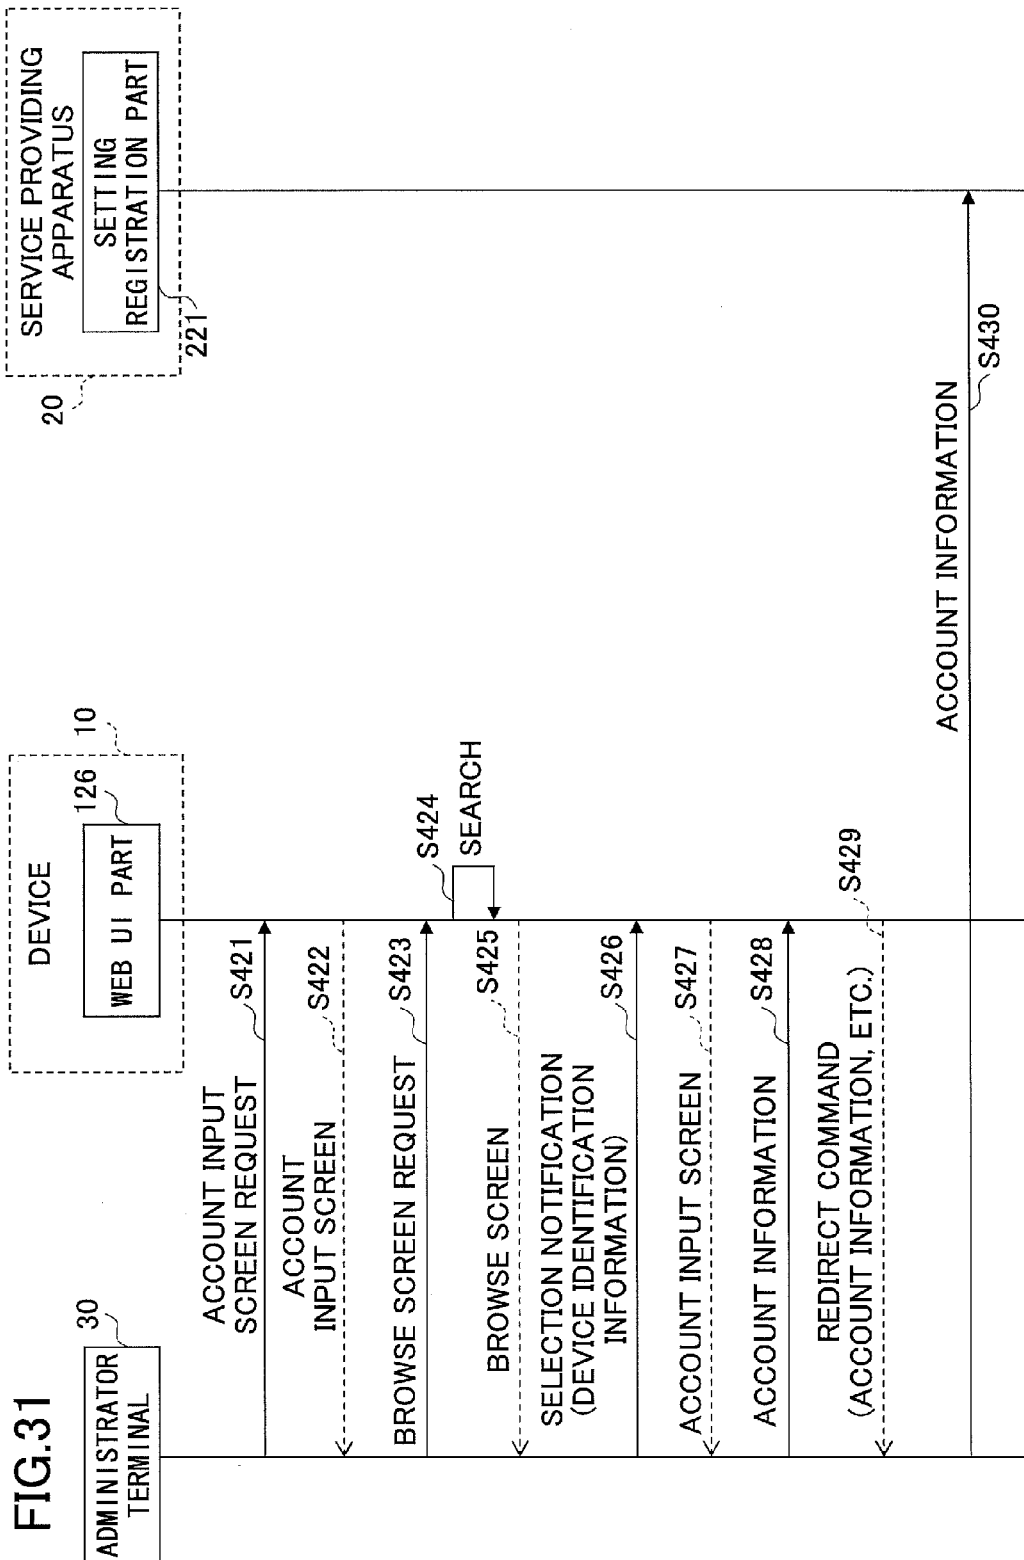 FIG.31
ADMINISTRATOR
TERMINAL
30
DEVICE
10
WEB UI PART
126
SERVICE PROVIDING
APPARATUS
20
SETTING
REGISTRATION PART
221
ACCOUNT INPUT
SCREEN REQUEST
S421
ACCOUNT
INPUT SCREEN
S422
BROWSE SCREEN REQUEST
S423
S424
SEARCH
BROWSE SCREEN
S425
SELECTION NOTIFICATION
(DEVICE IDENTIFICATION
INFORMATION)
S426
ACCOUNT INPUT SCREEN
S427
ACCOUNT INFORMATION
S428
REDIRECT COMMAND
(ACCOUNT INFORMATION, ETC.)
S429
ACCOUNT INFORMATION
S430